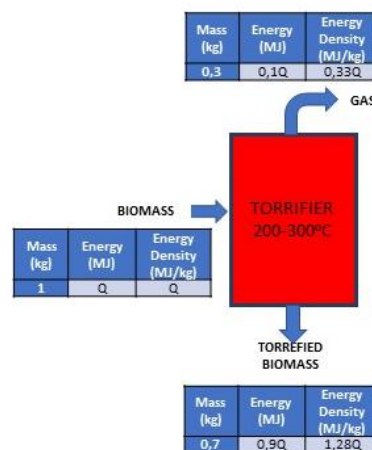 Mass (kg) Energy (MJ) Energy Density (MJ/kg)
0,3 0,1Q 0,33Q
GAS
BIOMASS
TORRIFIER
200-300ºC
Mass (kg) Energy (MJ) Energy Density (MJ/kg)
1 Q Q
TORREFIED
BIOMASS
Mass (kg) Energy (MJ) Energy Density (MJ/kg)
0,7 0,9Q 1,28Q